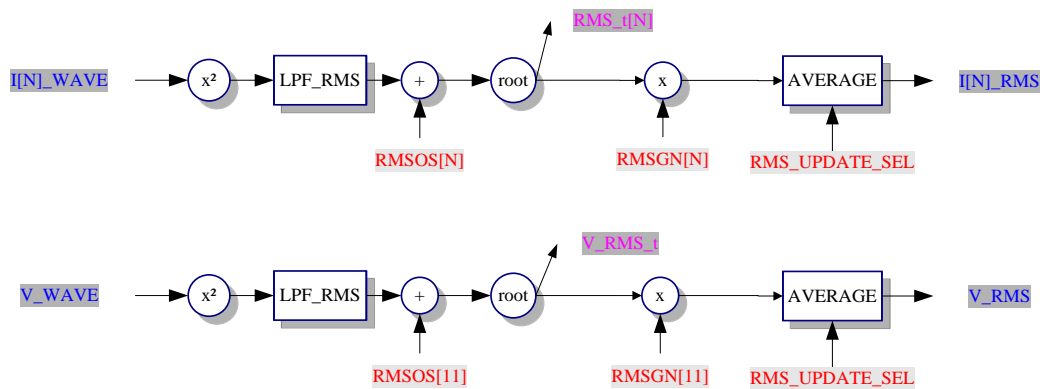 RMS_t[N]
I[N]_WAVE
x²
LPF_RMS
+
root
x
AVERAGE
I[N]_RMS
RMSOS[N]
RMSGN[N]
RMS_UPDATE_SEL
V_RMS_t
V_WAVE
x²
LPF_RMS
+
root
x
AVERAGE
V_RMS
RMSOS[11]
RMSGN[11]
RMS_UPDATE_SEL